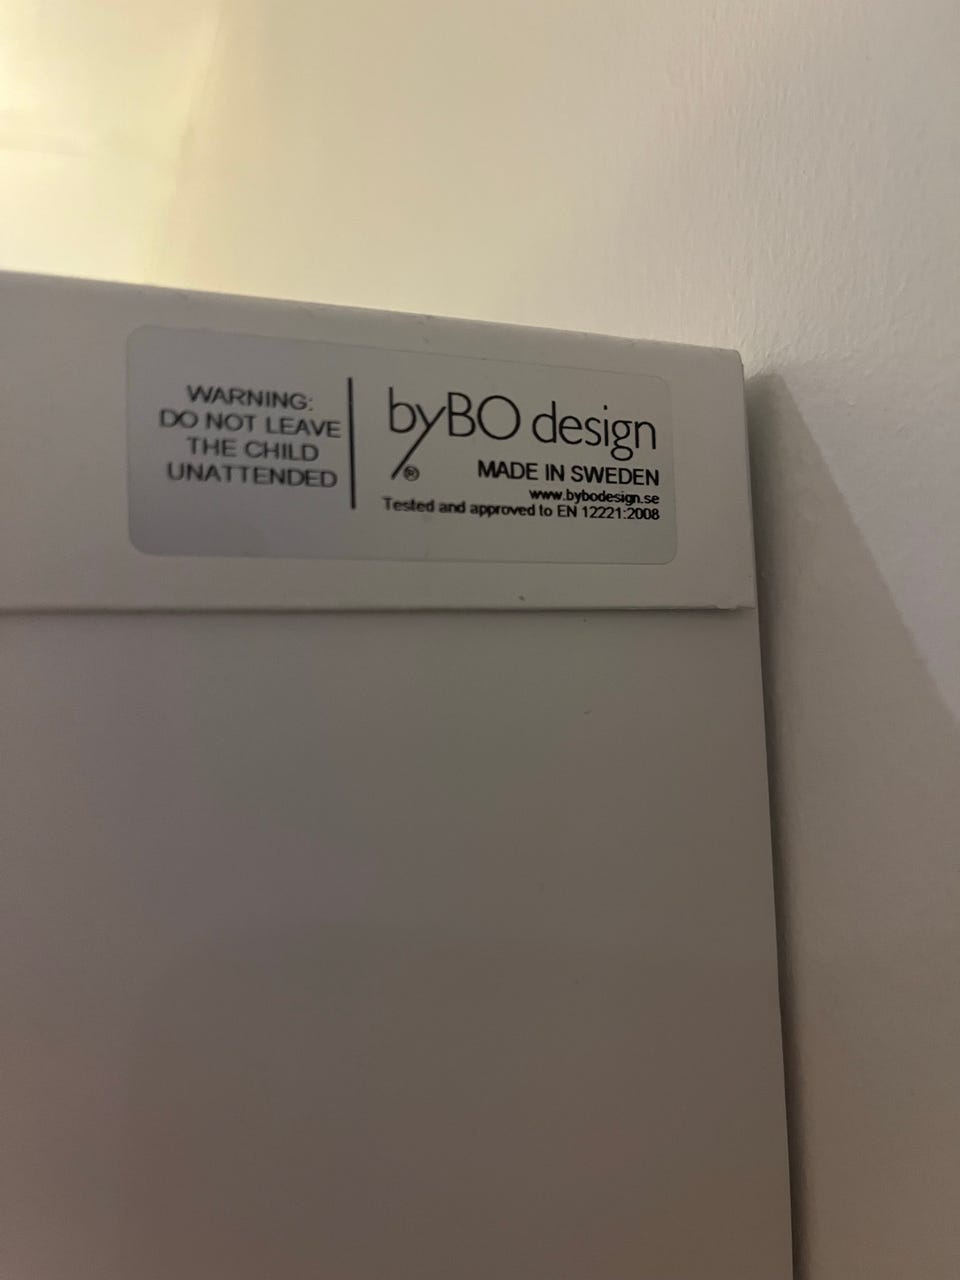 WARNING:
DO NOT LEAVE
THE CHILD
UNATTENDED
byBO design
®
MADE IN SWEDEN
www.bybodesign.se
Tested and approved to EN 12221:2008